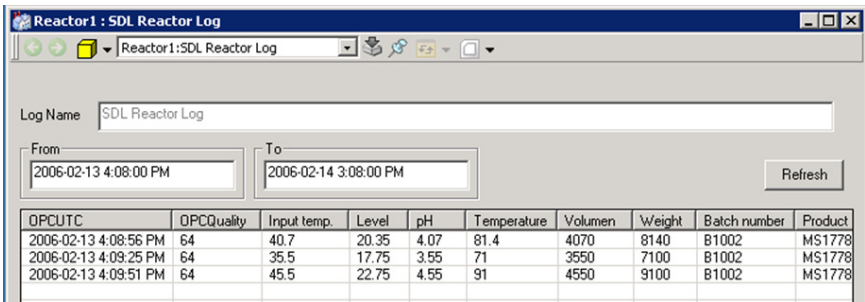 Reactor1 : SDL Reactor Log
Reactor1:SDL Reactor Log
Log Name SDL Reactor Log
From To
2006-02-13 4:08:00 PM 2006-02-14 3:08:00 PM Refresh
OPCUTC OPCQuality Input temp. Level pH Temperature Volumen Weight Batch number Product
2006-02-13 4:08:56 PM 64 40.7 20.35 4.07 81.4 4070 8140 B1002 MS1778
2006-02-13 4:09:25 PM 64 35.5 17.75 3.55 71 3550 7100 B1002 MS1778
2006-02-13 4:09:51 PM 64 45.5 22.75 4.55 91 4550 9100 B1002 MS1778